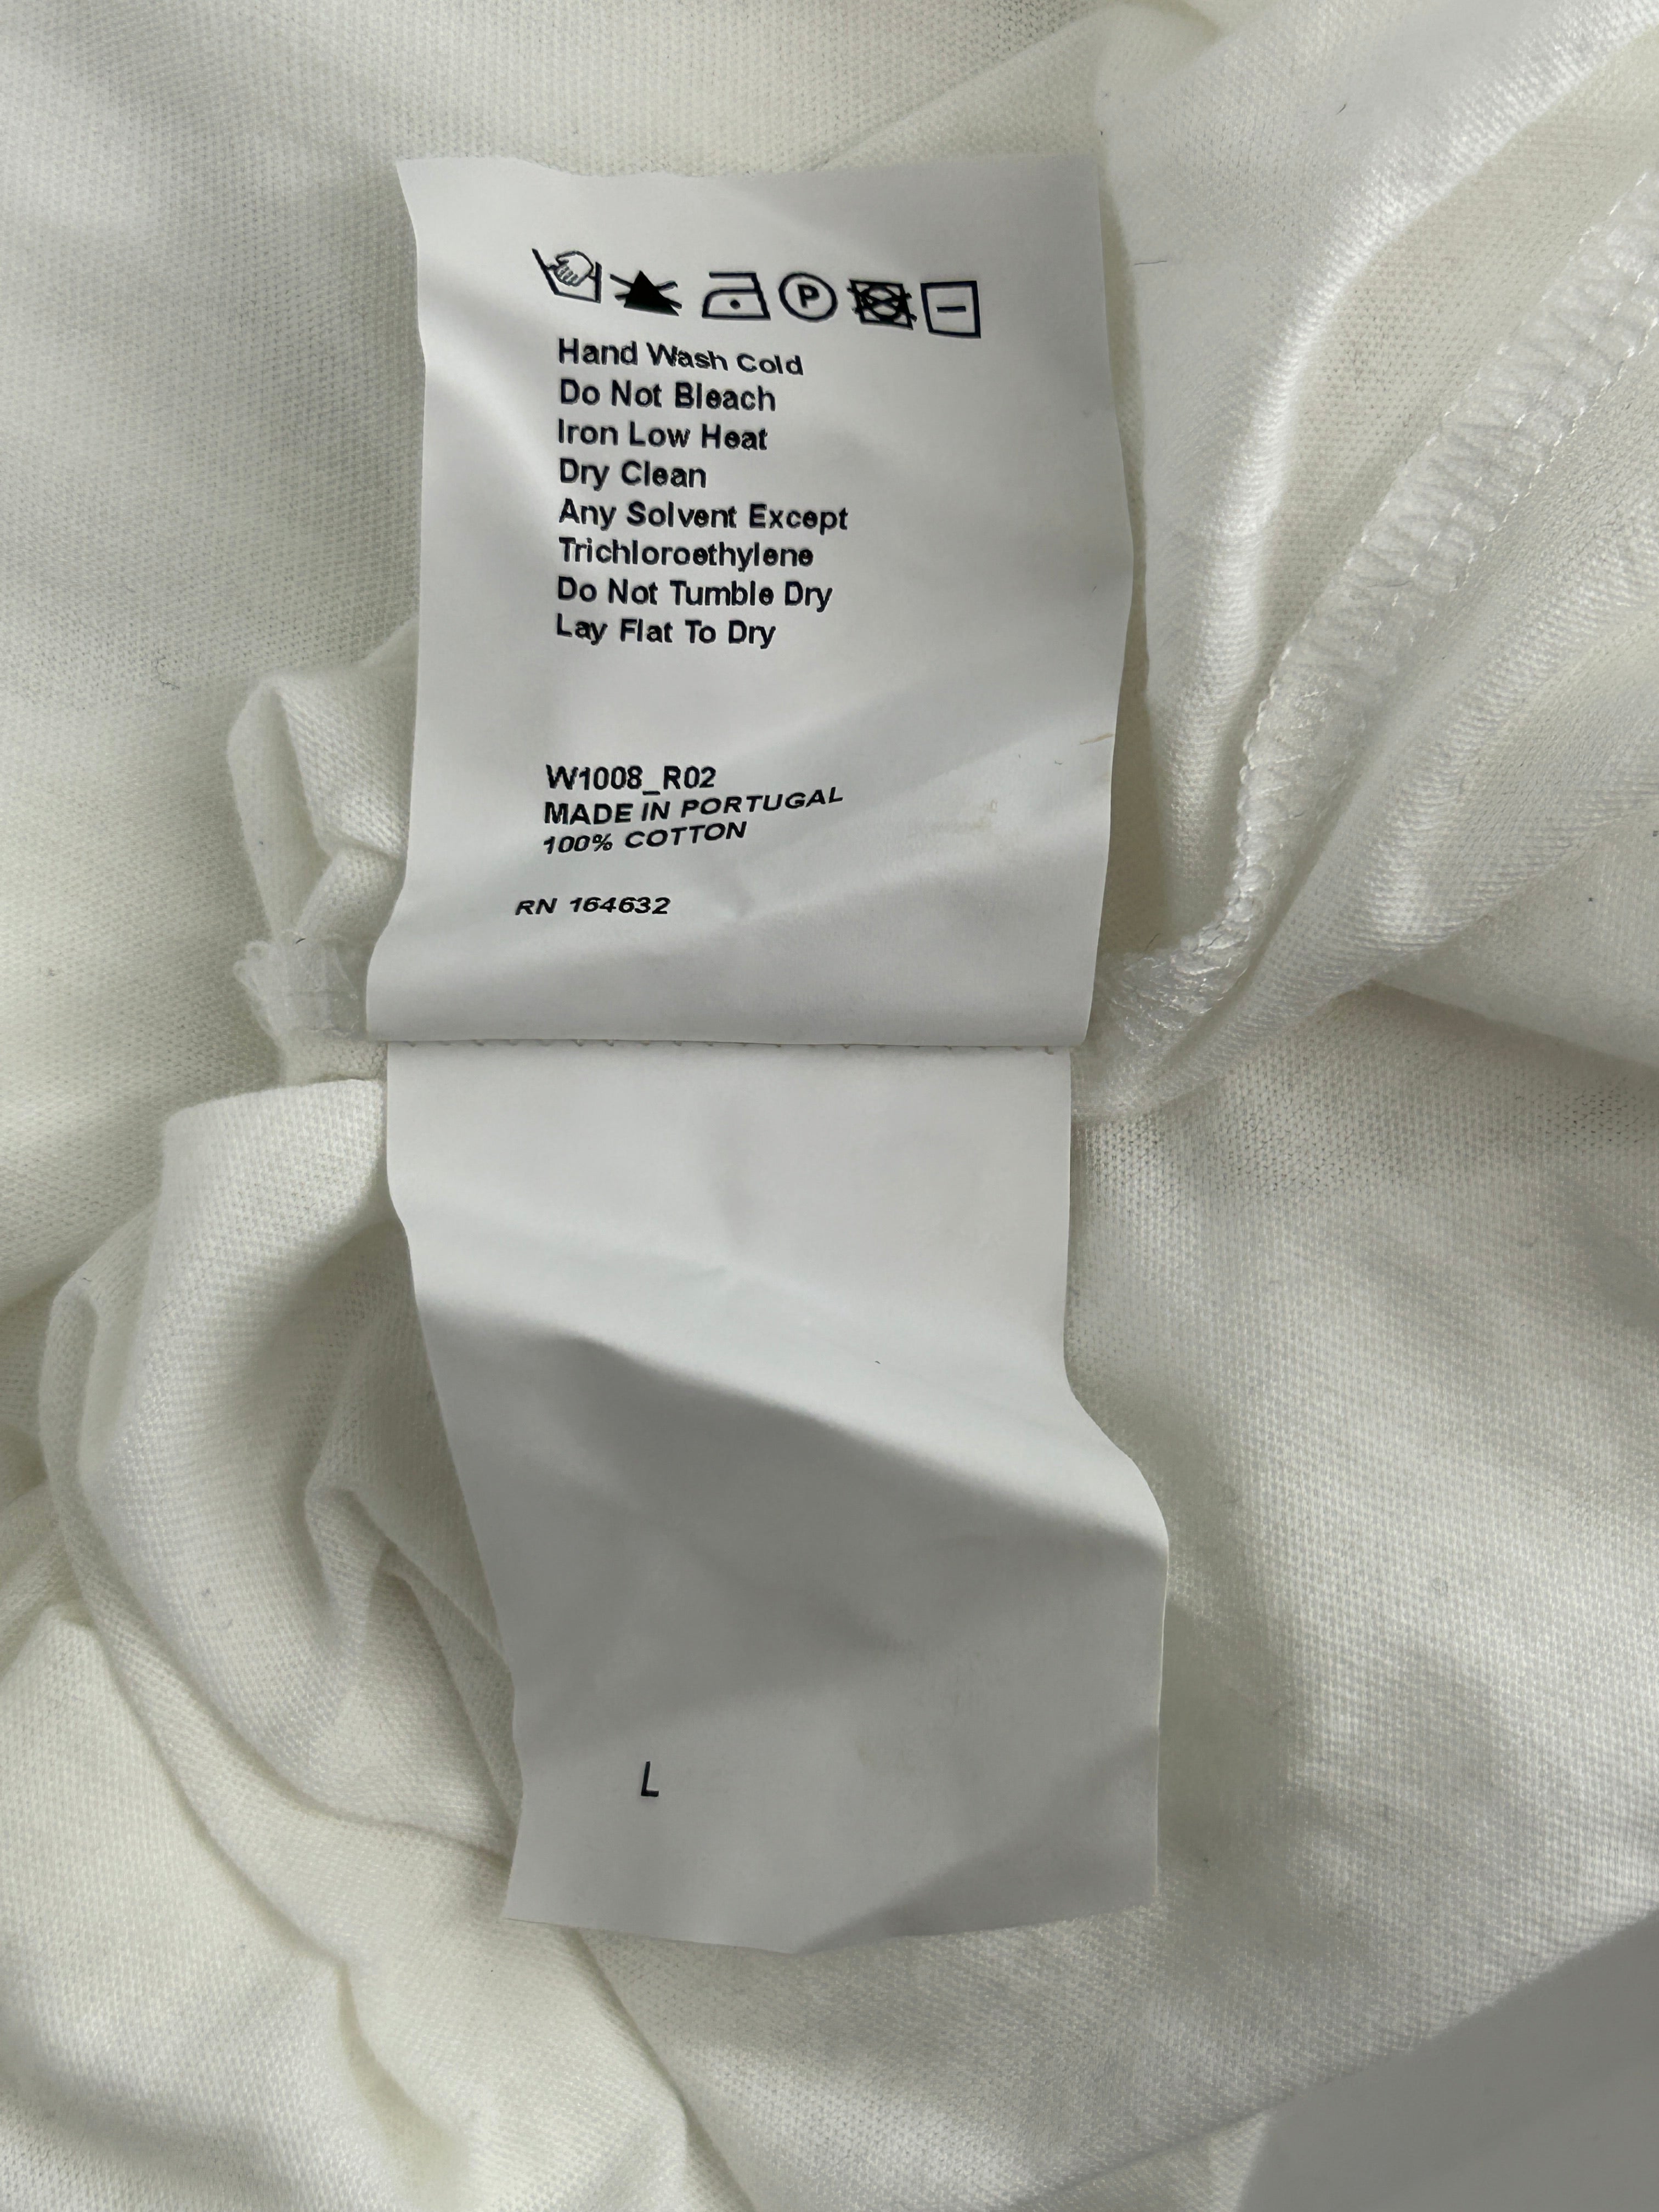 P
Hand Wash Cold
Do Not Bleach
Iron Low Heat
Dry Clean
Any Solvent Except
Trichloroethylene
Do Not Tumble Dry
Lay Flat To Dry
W1008_R02
MADE IN PORTUGAL
100% COTTON
RN 164632
L